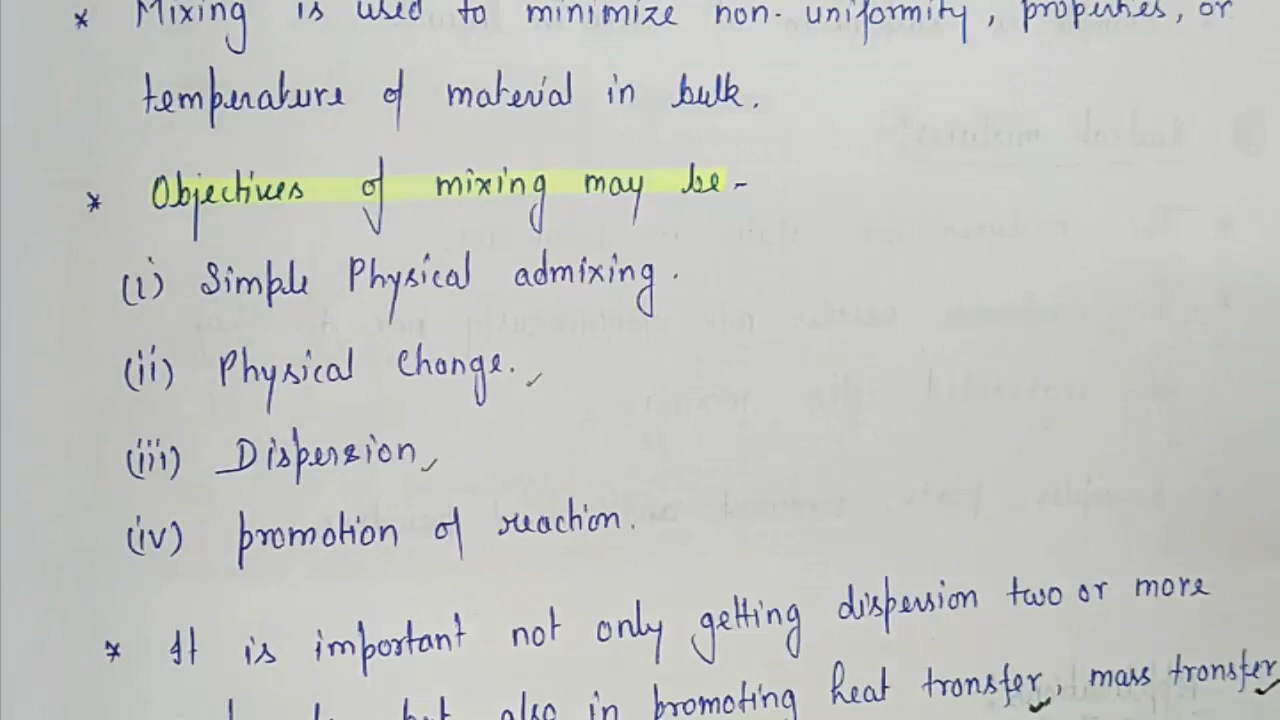 * Mixing is used to minimize non-uniformity, properties, or
temperature of material in bulk.
* Objectives of mixing may be -
(i) Simple Physical admixing.
(ii) Physical Change.
(iii) Dispersion
(iv) promotion of reaction.
* It is important not only getting dispersion two or more
but also in promoting heat transfer, mass transfer